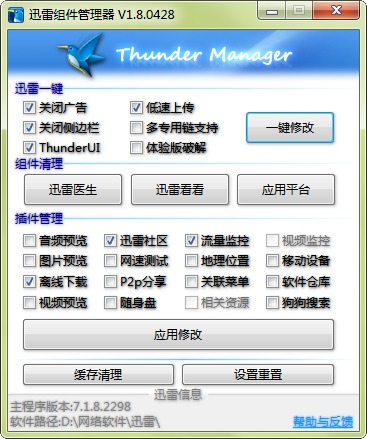 迅雷组件管理器 V1.8.0428
Thunder Manager
迅雷一键
关闭广告 低速上传
关闭侧边栏 多专用链支持 一键修改
ThunderUI 体验版破解
组件清理
迅雷医生 迅雷看看 应用平台
插件管理
音频预览 迅雷社区 流量监控 视频监控
图片预览 网速测试 地理位置 移动设备
离线下载 P2p分享 关联菜单 软件仓库
视频预览 随身盘 相关资源 狗狗搜索
应用修改
缓存清理 设置重置
迅雷信息
主程序版本:7.1.8.2298
软件路径:D:\网络软件\迅雷\ 帮助与反馈